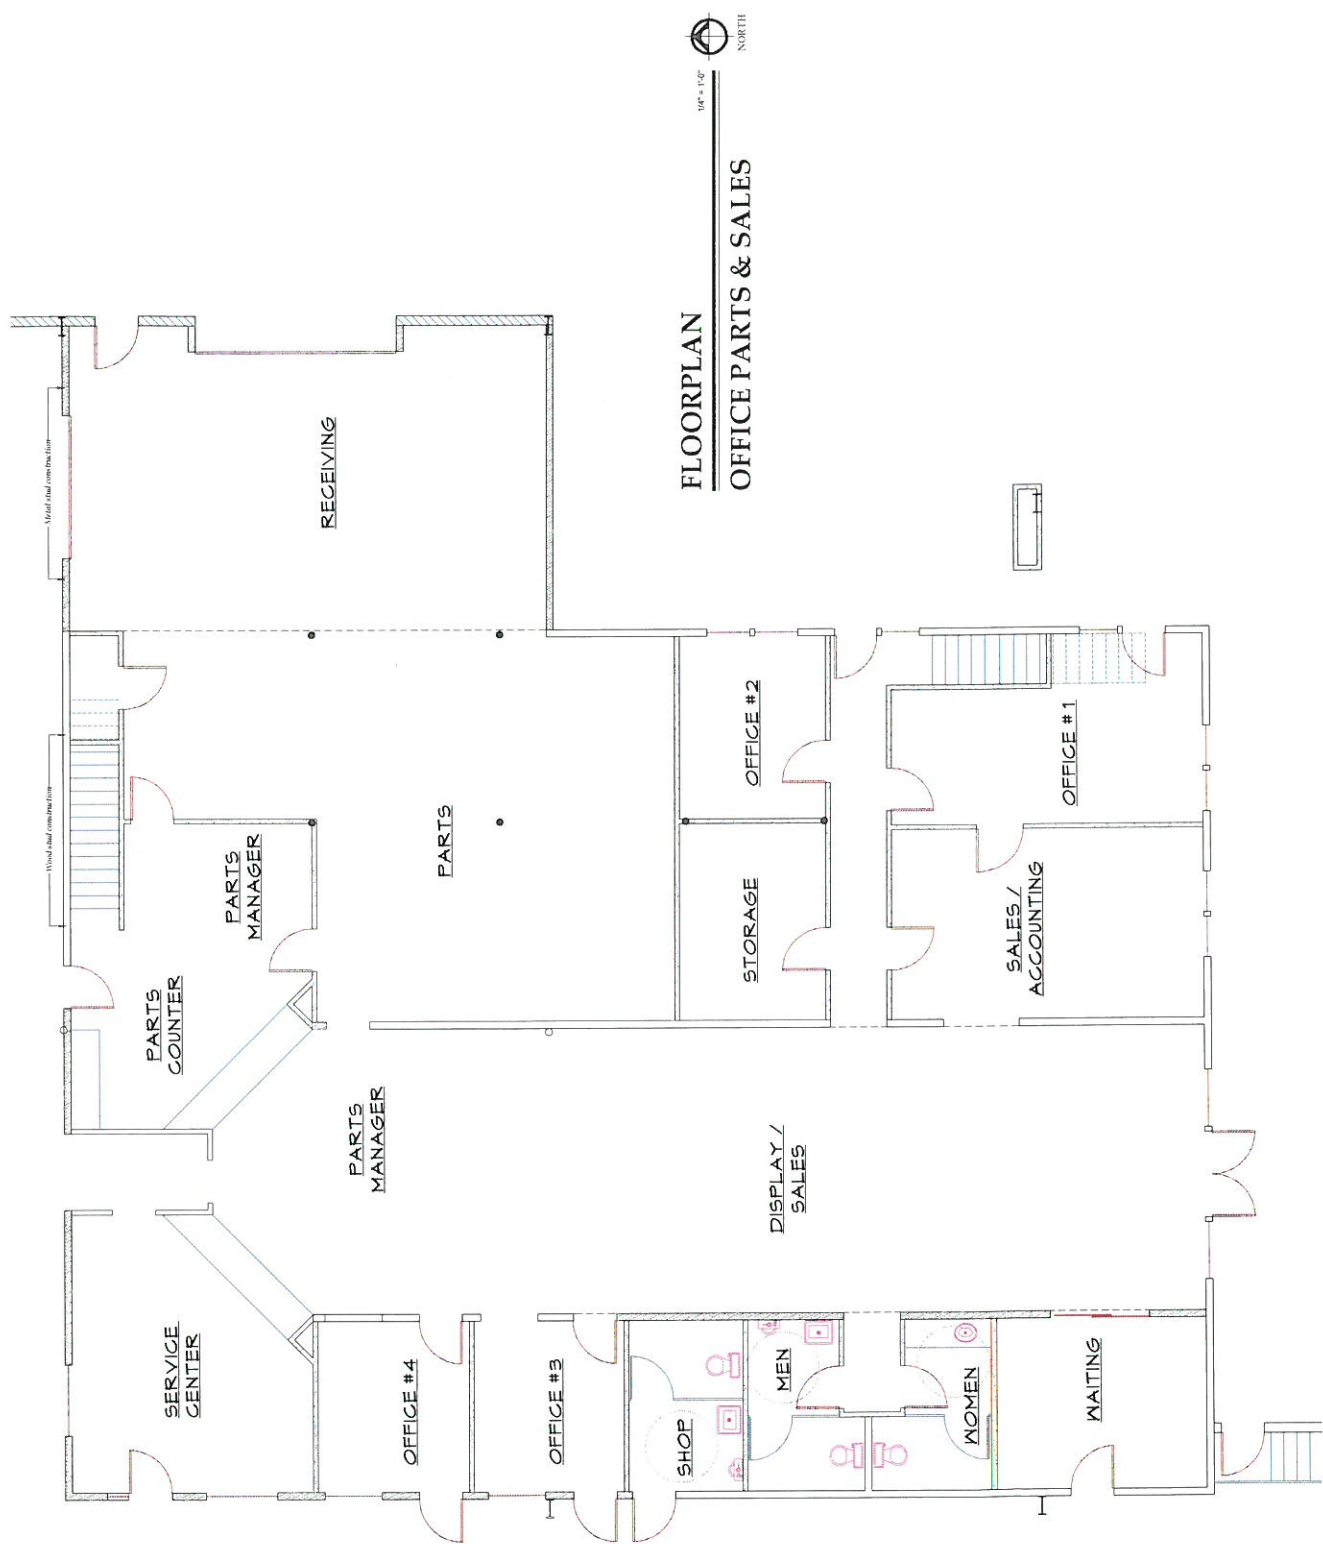 Metal stud construction
RECEIVING
Wood stud construction
PARTS
MANAGER
PARTS
COUNTER
PARTS
PARTS
MANAGER
SERVICE
CENTER
OFFICE #4
OFFICE #3
SHOP
MEN
WOMEN
WAITING
DISPLAY /
SALES
STORAGE
OFFICE #2
SALES /
ACCOUNTING
OFFICE #1
FLOORPLAN
1/4" = 1'-0"
OFFICE PARTS & SALES
NORTH